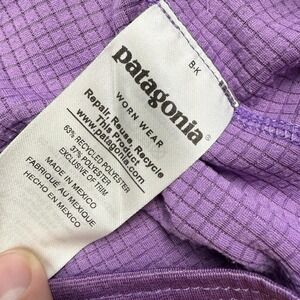 B-K
patagonia®
WORN WEAR
Repair, Reuse, Recycle
This Product
www.patagonia.com
63% RECYCLED POLYESTER
37% POLYESTER
EXCLUSIVE OF TRIM
MADE IN MEXICO
FABRIQUÉ AU MEXIQUE
HECHO EN MEXICO